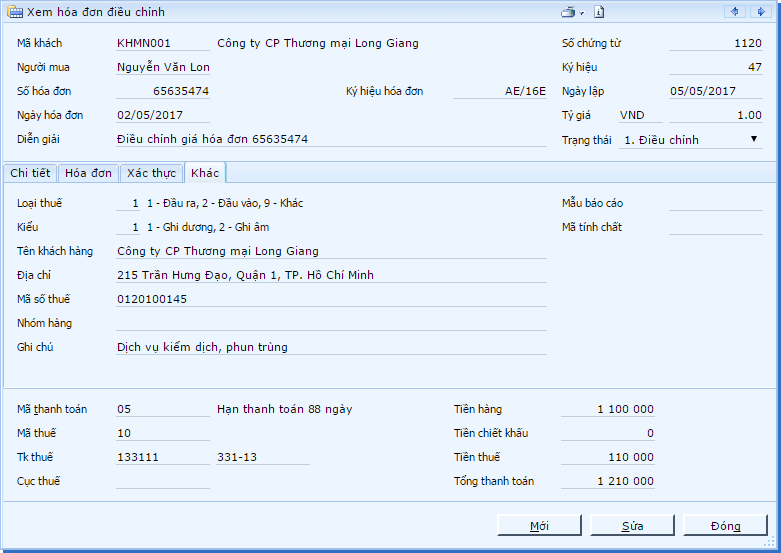 Xem hóa đơn điều chỉnh
Mã khách KHMN001 Công ty CP Thương mại Long Giang Số chứng từ 1120
Người mua Nguyễn Văn Lon Ký hiệu 47
Số hóa đơn 65635474 Ký hiệu hóa đơn AE/16E Ngày lập 05/05/2017
Ngày hóa đơn 02/05/2017 Tỷ giá VND 1.00
Diễn giải Điều chỉnh giá hóa đơn 65635474 Trạng thái 1. Điều chỉnh
Chi tiết Hóa đơn Xác thực Khác
Loại thuế 1 1 - Đầu ra, 2 - Đầu vào, 9 - Khác Mẫu báo cáo
Kiểu 1 1 - Ghi dương, 2 - Ghi âm Mã tính chất
Tên khách hàng Công ty CP Thương mại Long Giang
Địa chỉ 215 Trần Hưng Đạo, Quận 1, TP. Hồ Chí Minh
Mã số thuế 0120100145
Nhóm hàng
Ghi chú Dịch vụ kiểm dịch, phun trùng
Mã thanh toán 05 Hạn thanh toán 88 ngày Tiền hàng 1 100 000
Mã thuế 10 Tiền chiết khấu 0
Tk thuế 133111 331-13 Tiền thuế 110 000
Cục thuế Tổng thanh toán 1 210 000
Mới Sửa Đóng